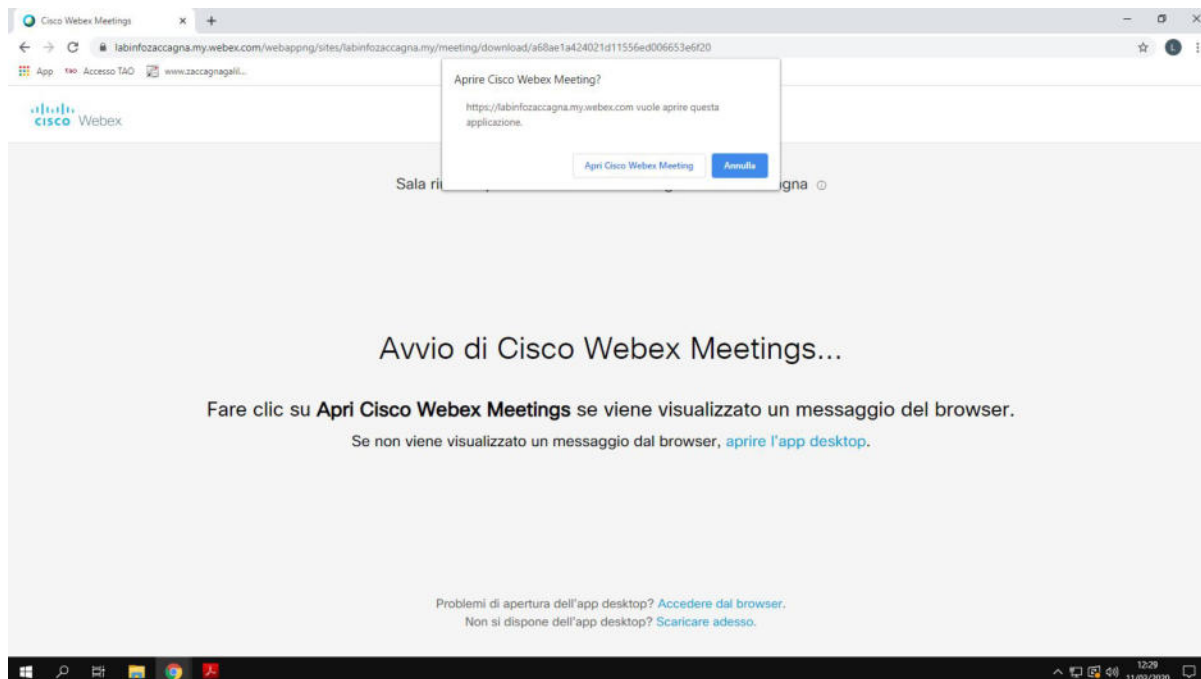 Cisco Webex Meetings
labinfozaccagna.my.webex.com/webappng/sites/labinfozaccagna.my/meeting/download/a68ae1a424021d11556ed006653e6f20
L
App TAO Accesso TAO www.zaccagnagalil...
Aprire Cisco Webex Meeting?
https://labinfozaccagna.my.webex.com vuole aprire questa
applicazione.
Apri Cisco Webex Meeting Annulla
cisco Webex
Sala ri gna
Avvio di Cisco Webex Meetings...
Fare clic su Apri Cisco Webex Meetings se viene visualizzato un messaggio del browser.
Se non viene visualizzato un messaggio dal browser, aprire l'app desktop.
Problemi di apertura dell'app desktop? Accedere dal browser.
Non si dispone dell'app desktop? Scaricare adesso.
12:29
11/03/2020